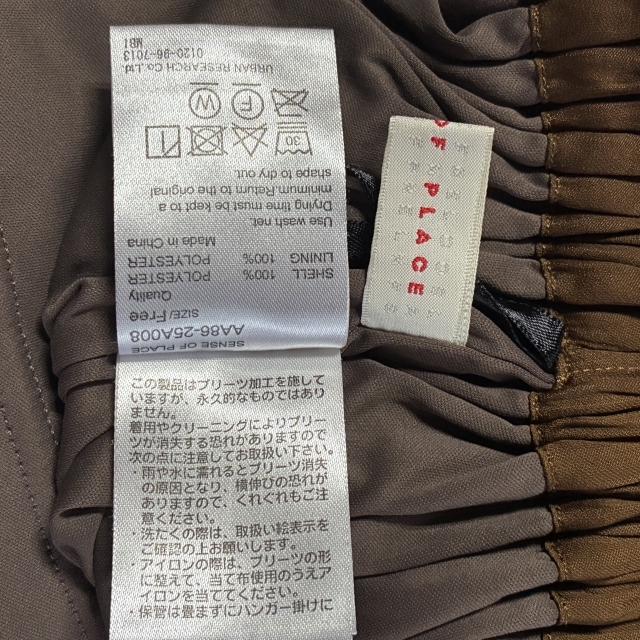 SENSE OF PLACE
AA86-25A008
SIZE/Free
Quality
SHELL 100% POLYESTER
LINING 100% POLYESTER
Made in China
Use wash net.
Drying time must be kept to a
minimum.Return to the original
shape to dry out.
30
W F
URBAN RESEARCH Co.,Ltd
0120-96-7013
MB1
OF PLACE
この製品はプリーツ加工を施して
いますが、永久的なものではあり
ません。
着用やクリーニングによりプリー
ツが消失する恐れがありますので
次の点に注意してお取扱い下さい。
・雨や水に濡れるとプリーツ消失
の原因となり、横伸びの恐れが
ありますので、くれぐれもご注
意ください。
・洗たくの際は、取扱い絵表示を
ご確認の上お願いします。
・アイロンの際は、プリーツの形
に整えて、当て布使用のうえア
イロンを当ててください。
・保管は畳まずにハンガー掛けに